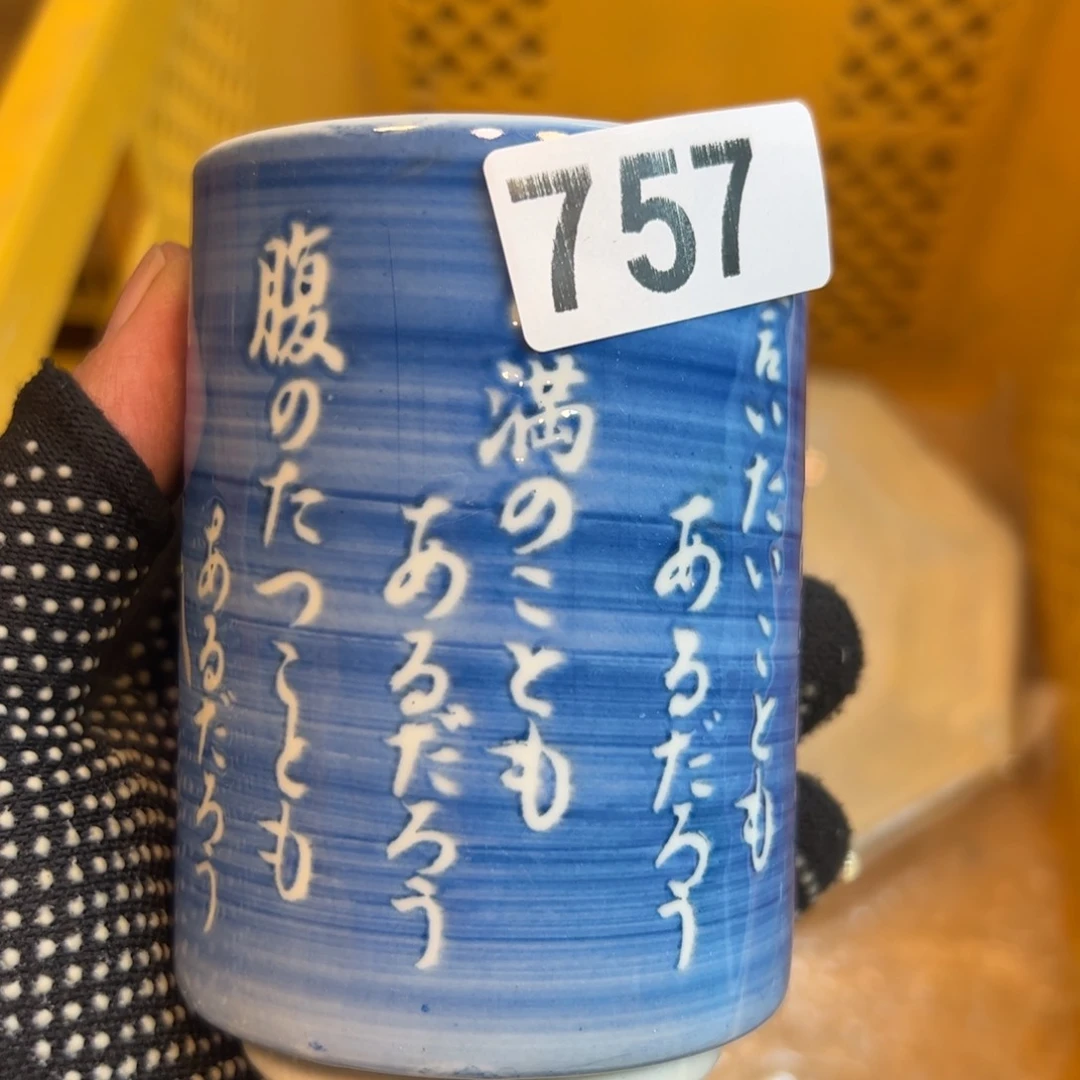 757
言いたいことも
あるだろう
満のことも
あるだろう
腹のたつことも
あるだろう